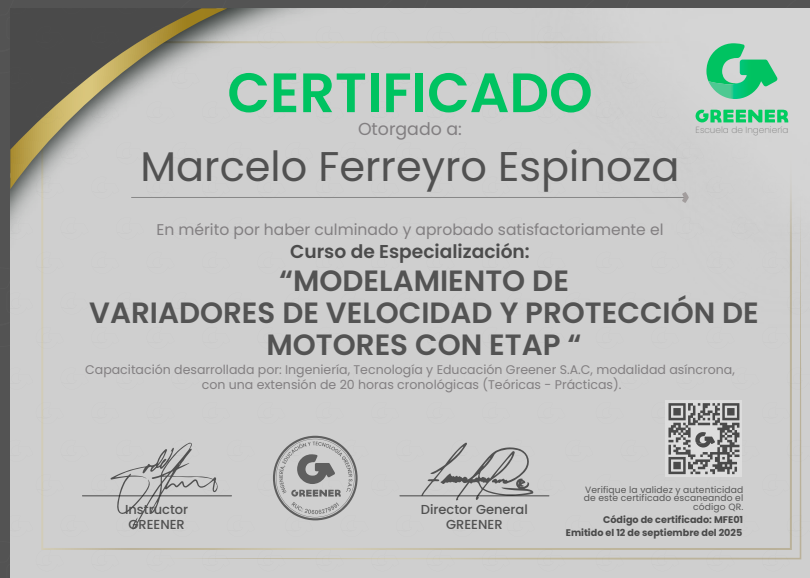 CERTIFICADO
GREENER
Escuela de Ingeniería
Otorgado a:
Marcelo Ferreyro Espinoza
En mérito por haber culminado y aprobado satisfactoriamente el
Curso de Especialización:
“MODELAMIENTO DE
VARIADORES DE VELOCIDAD Y PROTECCIÓN DE
MOTORES CON ETAP “
Capacitación desarrollada por: Ingeniería, Tecnología y Educación Greener S.A.C, modalidad asíncrona,
con una extensión de 20 horas cronológicas (Teóricas - Prácticas).
INGENIERÍA, EDUCACIÓN Y TECNOLOGÍA GREENER S.A.C.
GREENER
Instructor
GREENER
Director General
GREENER
Verifique la validez y autenticidad
de este certificado escaneando el
código QR.
Código de certificado: MFE01
Emitido el 12 de septiembre del 2025